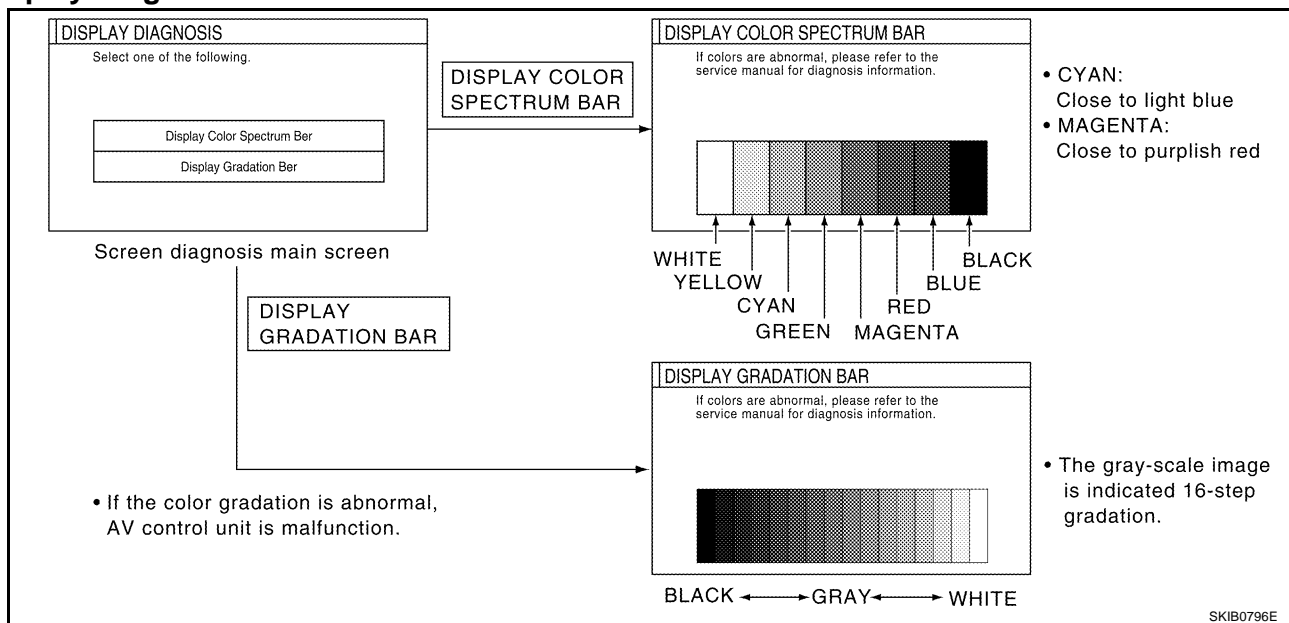 DISPLAY DIAGNOSIS
Select one of the following.
Display Color Spectrum Ber
Display Gradation Ber
Screen diagnosis main screen
DISPLAY COLOR
SPECTRUM BAR
DISPLAY COLOR SPECTRUM BAR
If colors are abnormal, please refer to the
service manual for diagnosis information.
WHITE
YELLOW
CYAN
GREEN
MAGENTA
RED
BLUE
BLACK
• CYAN:
Close to light blue
• MAGENTA:
Close to purplish red
DISPLAY
GRADATION BAR
• If the color gradation is abnormal,
AV control unit is malfunction.
DISPLAY GRADATION BAR
If colors are abnormal, please refer to the
service manual for diagnosis information.
BLACK GRAY WHITE
• The gray-scale image
is indicated 16-step
gradation.
SKIB0796E